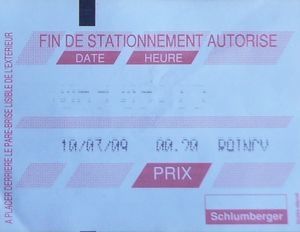 FIN DE STATIONNEMENT AUTORISE
DATE HEURE
10/07/09 00.90
PRIX
Schlumberger
A PLACER DERRIERE LE PARE-BRISE LISIBLE DE L'EXTERIEUR